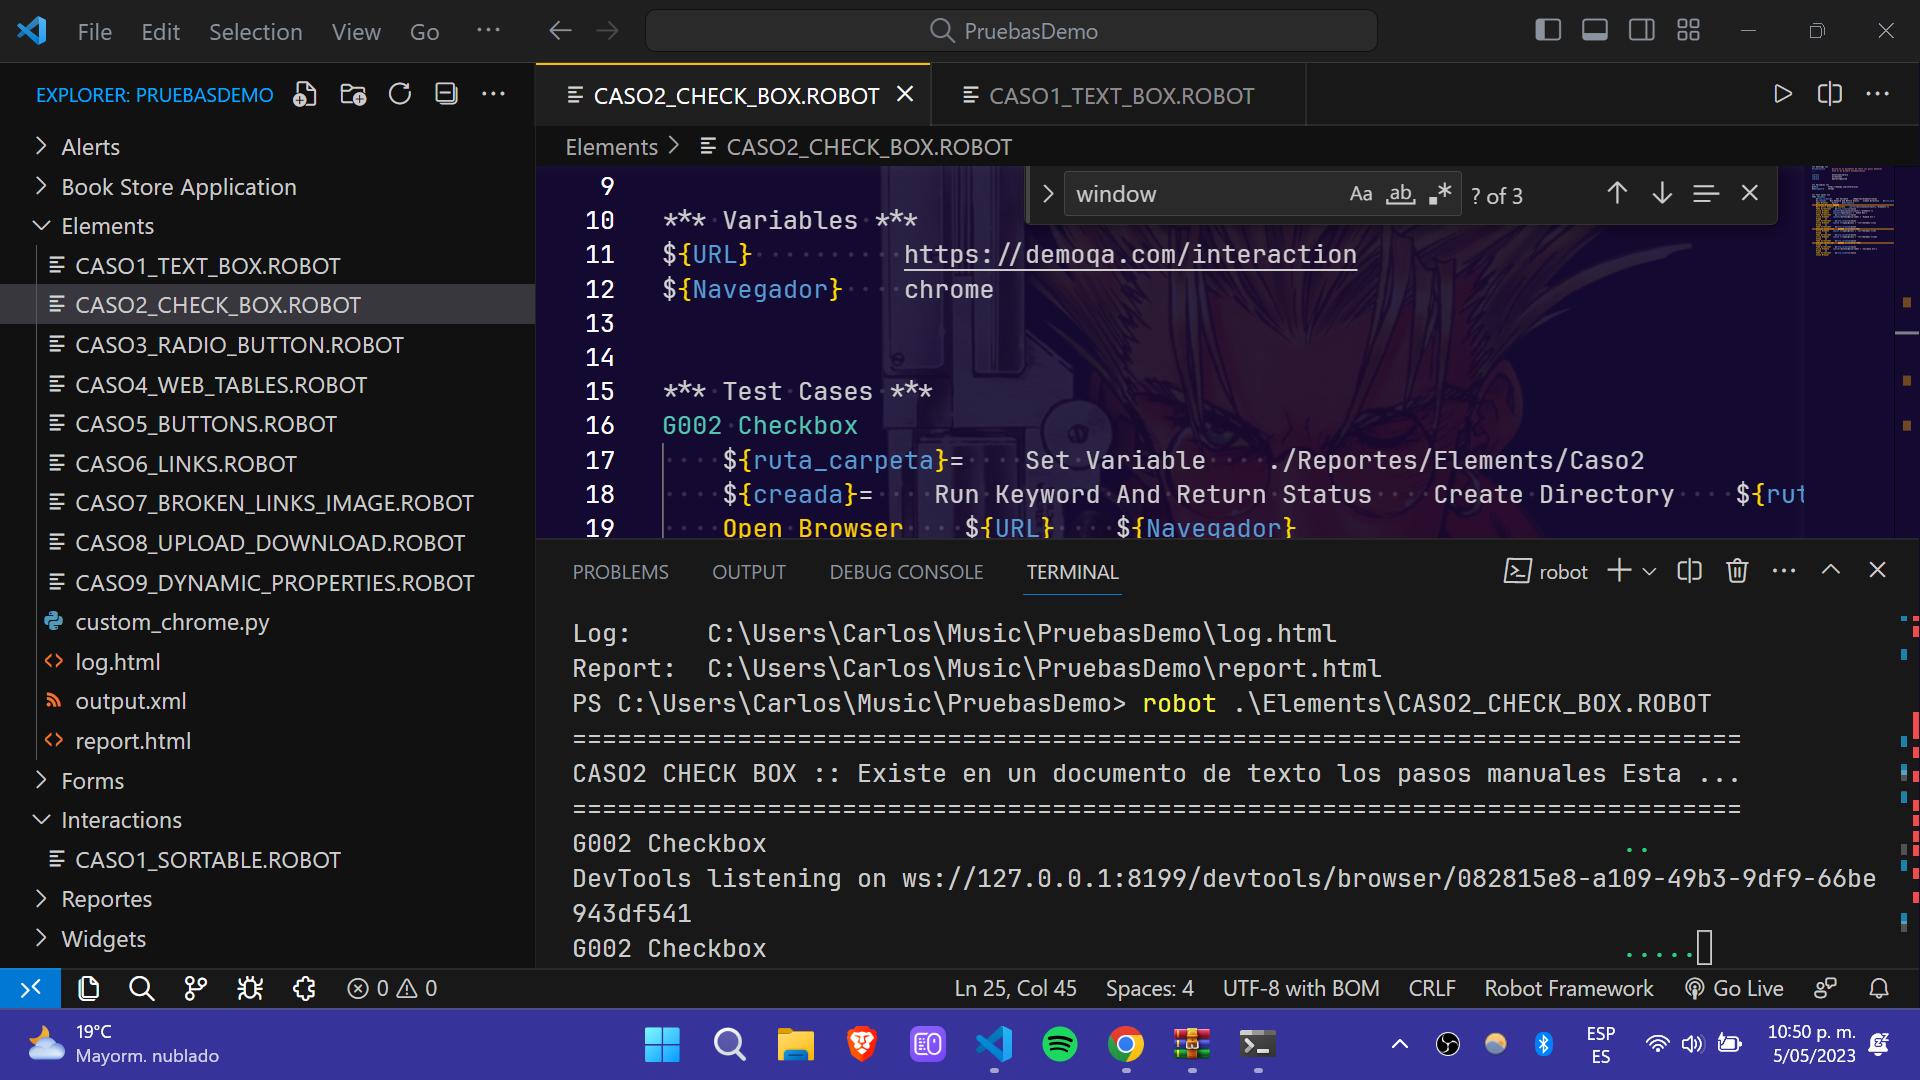 File Edit Selection View Go ···
PruebasDemo
EXPLORER: PRUEBASDEMO
Alerts
Book Store Application
Elements
CASO1_TEXT_BOX.ROBOT
CASO2_CHECK_BOX.ROBOT
CASO3_RADIO_BUTTON.ROBOT
CASO4_WEB_TABLES.ROBOT
CASO5_BUTTONS.ROBOT
CASO6_LINKS.ROBOT
CASO7_BROKEN_LINKS_IMAGE.ROBOT
CASO8_UPLOAD_DOWNLOAD.ROBOT
CASO9_DYNAMIC_PROPERTIES.ROBOT
custom_chrome.py
log.html
output.xml
report.html
Forms
Interactions
CASO1_SORTABLE.ROBOT
Reportes
Widgets
CASO2_CHECK_BOX.ROBOT CASO1_TEXT_BOX.ROBOT
Elements > CASO2_CHECK_BOX.ROBOT
window Aa ab .* ? of 3
9
10 *** Variables ***
11 ${URL} https://demoqa.com/interaction
12 ${Navegador} chrome
13
14
15 *** Test Cases ***
16 G002 Checkbox
17 ${ruta_carpeta}= Set Variable ./Reportes/Elements/Caso2
18 ${creada}= Run Keyword And Return Status Create Directory ${rut
19 Open Browser ${URL} ${Navegador}
PROBLEMS OUTPUT DEBUG CONSOLE TERMINAL robot
Log: C:\Users\Carlos\Music\PruebasDemo\log.html
Report: C:\Users\Carlos\Music\PruebasDemo\report.html
PS C:\Users\Carlos\Music\PruebasDemo> robot .\Elements\CASO2_CHECK_BOX.ROBOT
==============================================================================
CASO2 CHECK BOX :: Existe en un documento de texto los pasos manuales Esta ...
==============================================================================
G002 Checkbox ..
DevTools listening on ws://127.0.0.1:8199/devtools/browser/082815e8-a109-49b3-9df9-66be
943df541
G002 Checkbox .....
0 0 Ln 25, Col 45 Spaces: 4 UTF-8 with BOM CRLF Robot Framework Go Live
19°C
Mayorm. nublado
ESP
ES
10:50 p. m.
5/05/2023